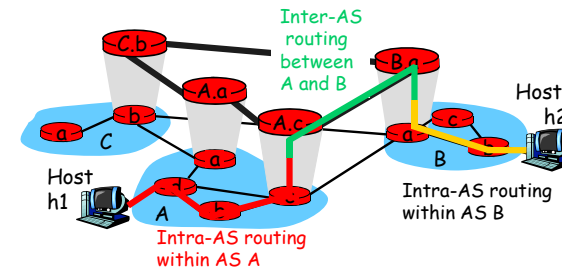 Inter-AS
routing
between
A and B
C.b
B.a
A.a
A.c
Host
h2
a
b
C
a
c
b
B
a
Host
h1
d
b
c
A
Intra-AS routing
within AS B
Intra-AS routing
within AS A